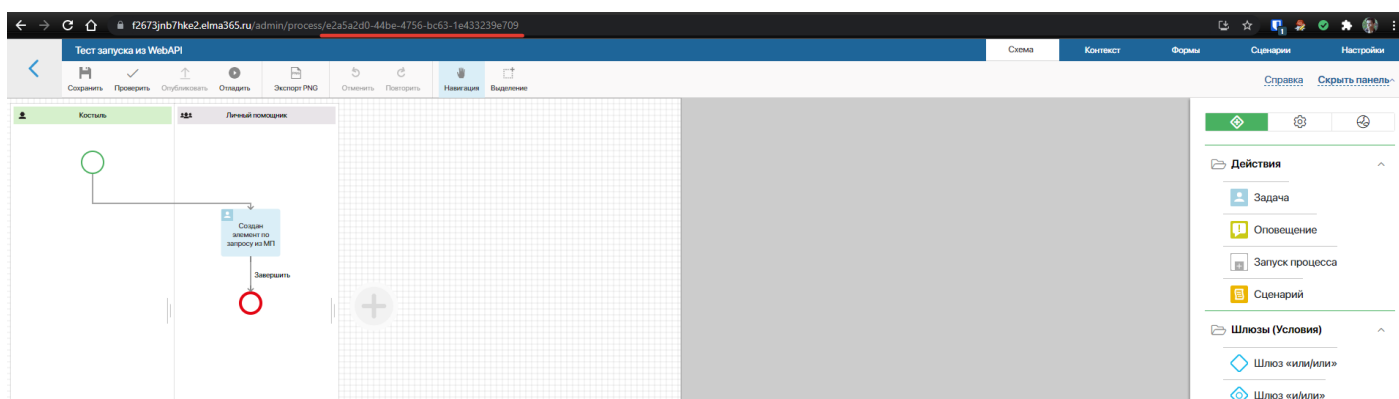 f2673jnb7hke2.elma365.ru/admin/process/e2a5a2d0-44be-4756-bc63-1e433239e709
1
Тест запуска из WebAPI
Схема
Контекст
Формы
Сценарии
Настройки
Сохранить
Проверить
Опубликовать
Отладить
Экспорт PNG
Отменить
Повторить
Навигация
Выделение
Справка
Скрыть панель
Костыль
Личный помощник
Создан
элемент по
запросу из МП
Завершить
Действия
Задача
Оповещение
Запуск процесса
Сценарий
Шлюзы (Условия)
Шлюз «или/или»
Шлюз «и/или»